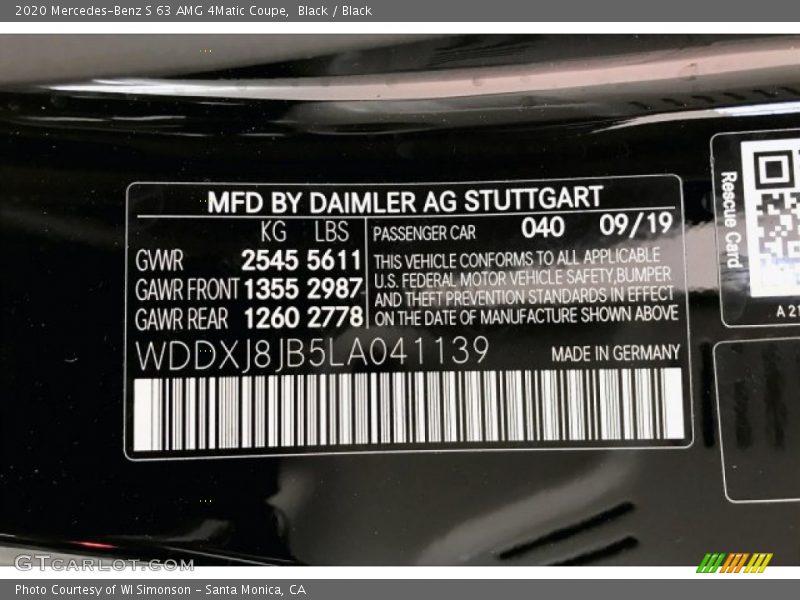 2020 Mercedes-Benz S 63 AMG 4Matic Coupe, Black / Black
MFD BY DAIMLER AG STUTTGART
KG LBS PASSENGER CAR 040 09/19
GWR 2545 5611 THIS VEHICLE CONFORMS TO ALL APPLICABLE
GAWR FRONT 1355 2987 U.S. FEDERAL MOTOR VEHICLE SAFETY,BUMPER
AND THEFT PREVENTION STANDARDS IN EFFECT
GAWR REAR 1260 2778 ON THE DATE OF MANUFACTURE SHOWN ABOVE
WDDXJ8JB5LA041139 MADE IN GERMANY
Rescue Card
GTCARLOT.COM
Photo Courtesy of WI Simonson - Santa Monica, CA